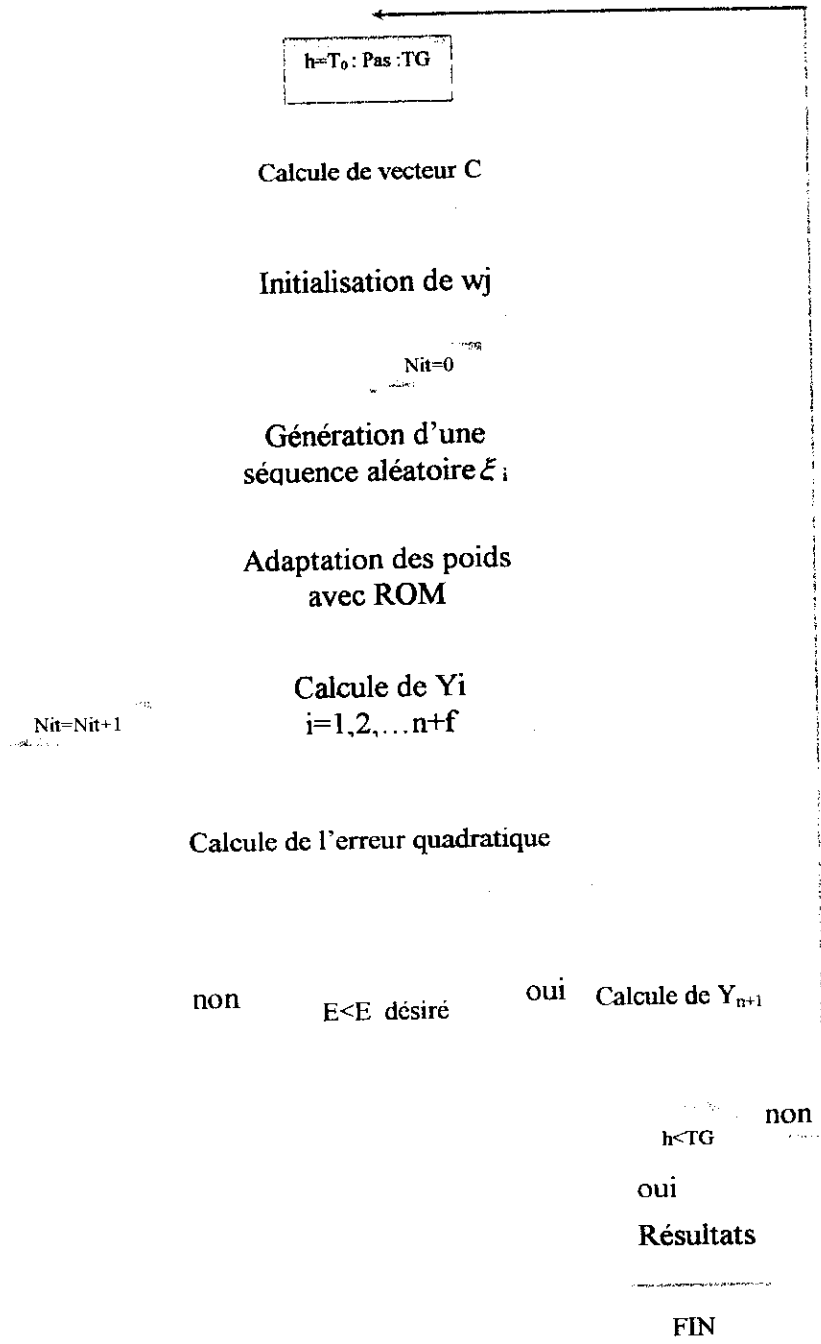 h=T₀ : Pas :TG
Calcule de vecteur C
Initialisation de wj
Nit=0
Génération d’une
séquence aléatoire ξ i
Adaptation des poids
avec ROM
Calcule de Yi
i=1,2,…n+f
Nit=Nit+1
Calcule de l’erreur quadratique
non
E<E désiré
oui
Calcule de Yₙ₊₁
h<TG
non
oui
Résultats
FIN